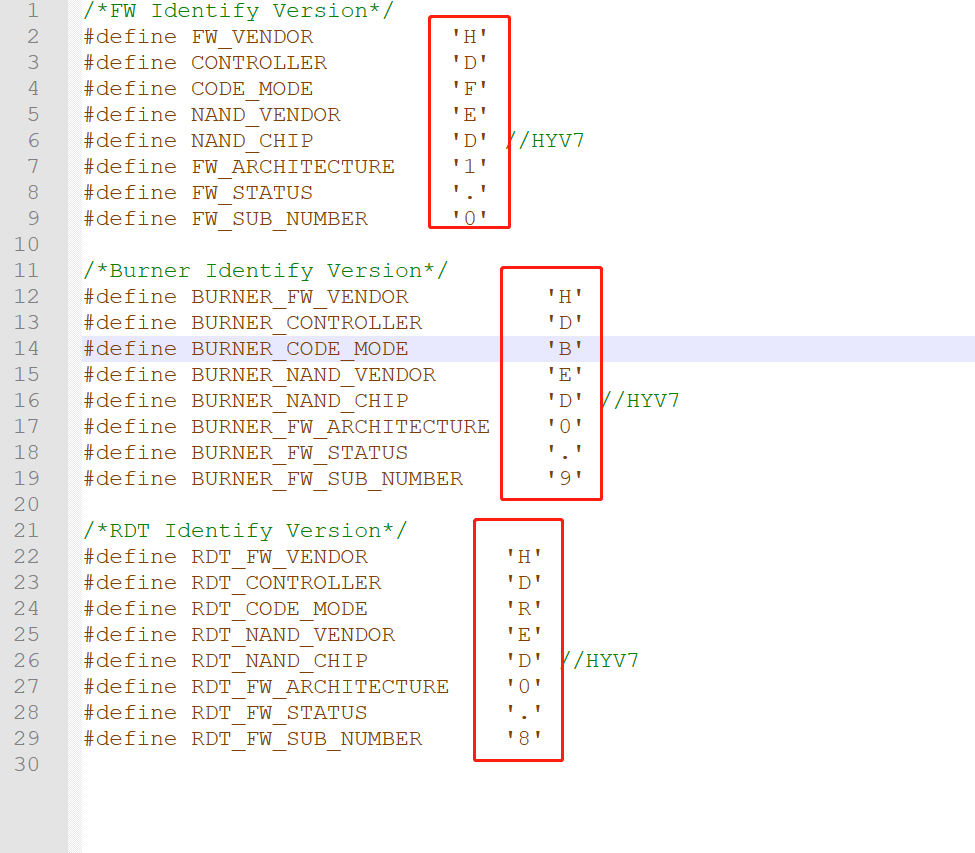 1 /*FW Identify Version*/
2 #define FW_VENDOR 'H'
3 #define CONTROLLER 'D'
4 #define CODE_MODE 'F'
5 #define NAND_VENDOR 'E'
6 #define NAND_CHIP 'D' //HYV7
7 #define FW_ARCHITECTURE '1'
8 #define FW_STATUS '.'
9 #define FW_SUB_NUMBER '0'
10
11 /*Burner Identify Version*/
12 #define BURNER_FW_VENDOR 'H'
13 #define BURNER_CONTROLLER 'D'
14 #define BURNER_CODE_MODE 'B'
15 #define BURNER_NAND_VENDOR 'E'
16 #define BURNER_NAND_CHIP 'D' //HYV7
17 #define BURNER_FW_ARCHITECTURE '0'
18 #define BURNER_FW_STATUS '.'
19 #define BURNER_FW_SUB_NUMBER '9'
20
21 /*RDT Identify Version*/
22 #define RDT_FW_VENDOR 'H'
23 #define RDT_CONTROLLER 'D'
24 #define RDT_CODE_MODE 'R'
25 #define RDT_NAND_VENDOR 'E'
26 #define RDT_NAND_CHIP 'D' //HYV7
27 #define RDT_FW_ARCHITECTURE '0'
28 #define RDT_FW_STATUS '.'
29 #define RDT_FW_SUB_NUMBER '8'
30